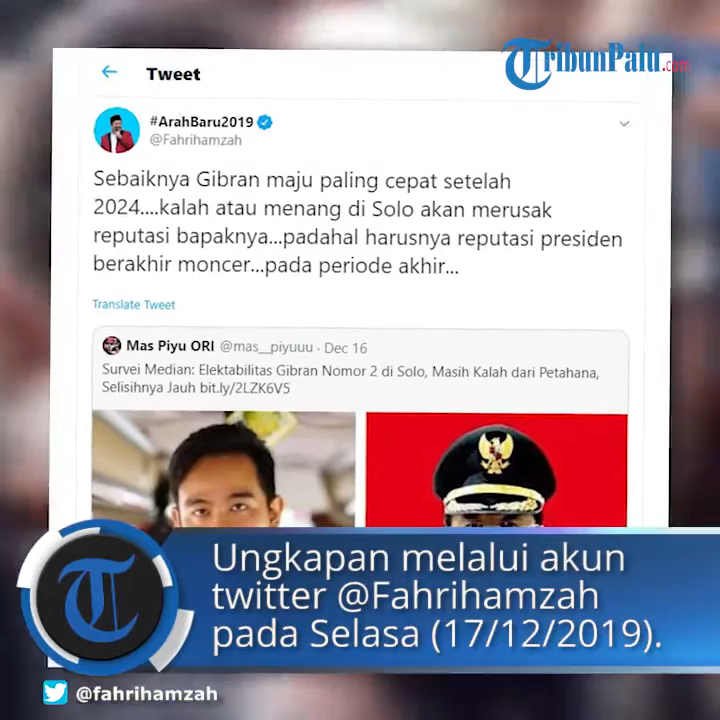 TribunPalu.com
Tweet
#ArahBaru2019
@Fahrihamzah
Sebaiknya Gibran maju paling cepat setelah
2024....kalah atau menang di Solo akan merusak
reputasi bapaknya...padahal harusnya reputasi presiden
berakhir moncer...pada periode akhir...
Translate Tweet
Mas Piyu ORI @mas__piyuuu · Dec 16
Survei Median: Elektabilitas Gibran Nomor 2 di Solo, Masih Kalah dari Petahana,
Selisihnya Jauh bit.ly/2LZK6V5
Ungkapan melalui akun
twitter @Fahrihamzah
pada Selasa (17/12/2019).
@fahrihamzah